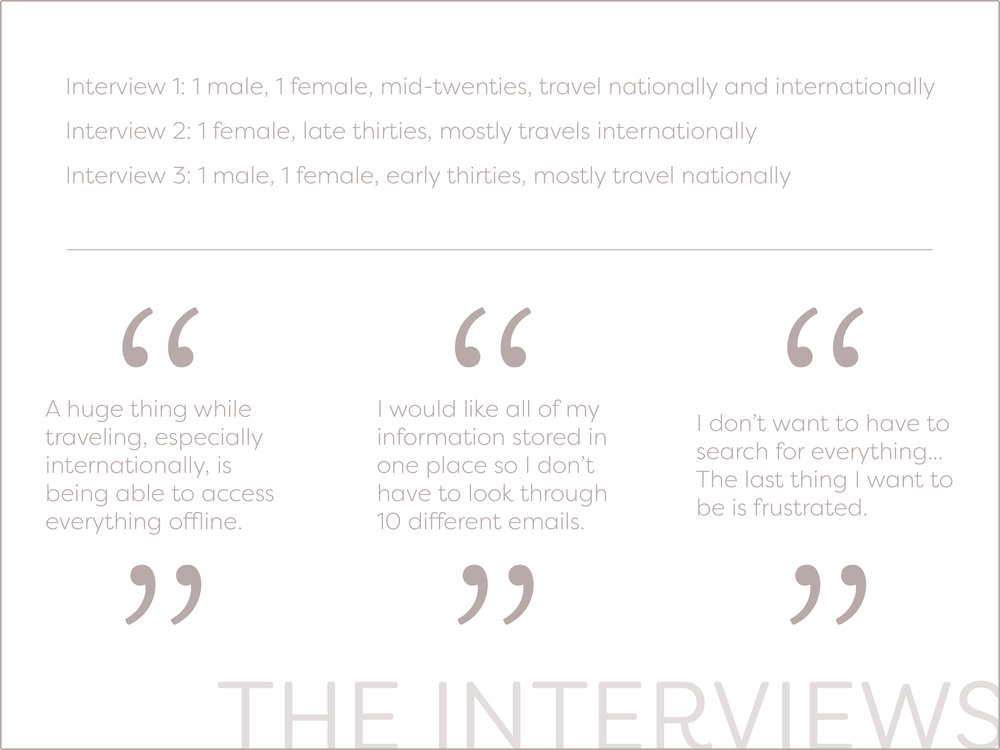 Interview 1: 1 male, 1 female, mid-twenties, travel nationally and internationally
Interview 2: 1 female, late thirties, mostly travels internationally
Interview 3: 1 male, 1 female, early thirties, mostly travel nationally
“
A huge thing while
traveling, especially
internationally, is
being able to access
everything offline.
”
“
I would like all of my
information stored in
one place so I don’t
have to look through
10 different emails.
”
“
I don’t want to have to
search for everything...
The last thing I want to
be is frustrated.
”
THE INTERVIEWS